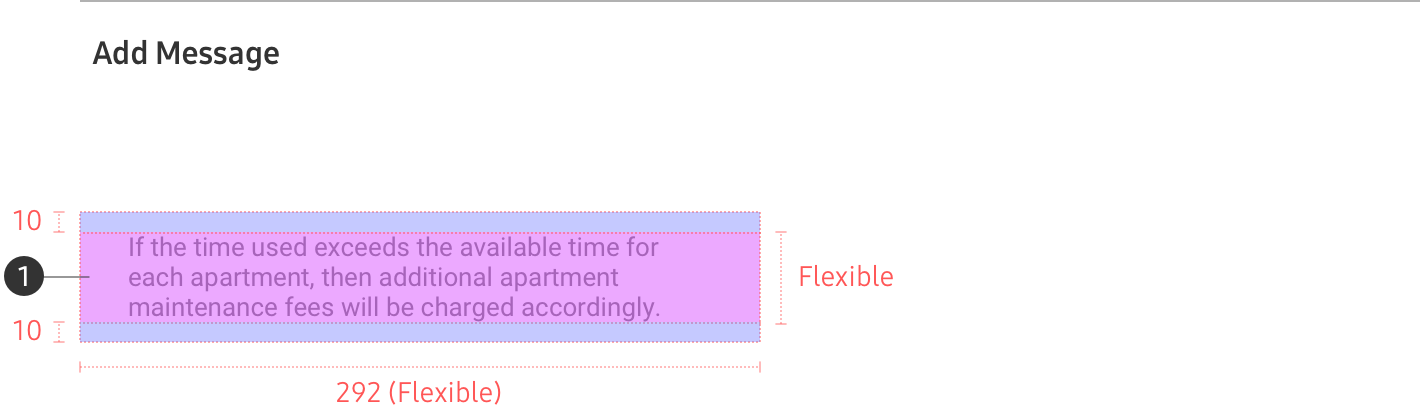 Add Message
10
If the time used exceeds the available time for
each apartment, then additional apartment
maintenance fees will be charged accordingly.
1
Flexible
10
292 (Flexible)